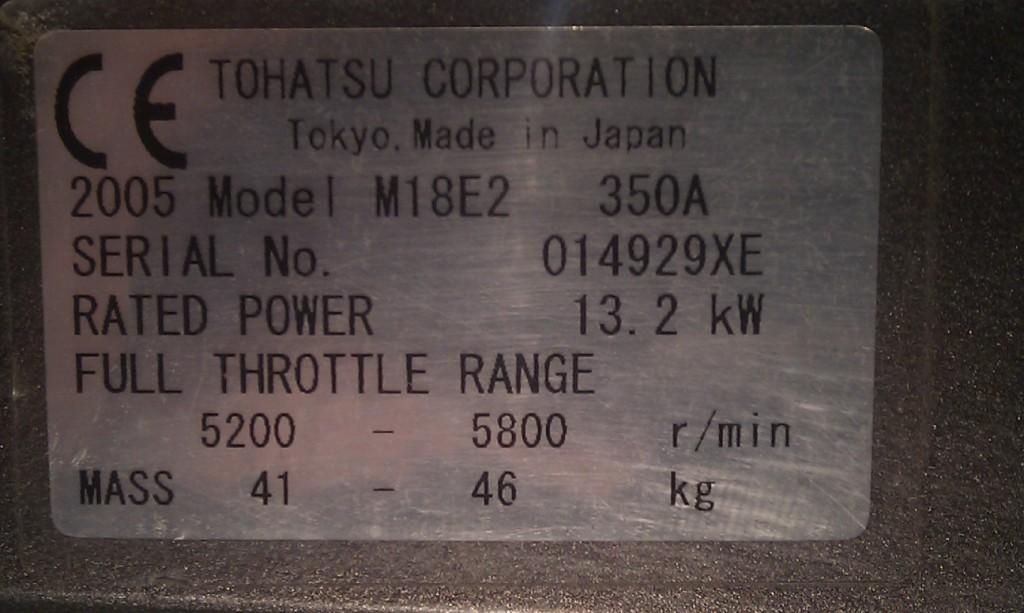 CE TOHATSU CORPORATION
Tokyo. Made in Japan
2005 Model M18E2 350A
SERIAL No. 014929XE
RATED POWER 13.2 kW
FULL THROTTLE RANGE
5200 - 5800 r/min
MASS 41 - 46 kg